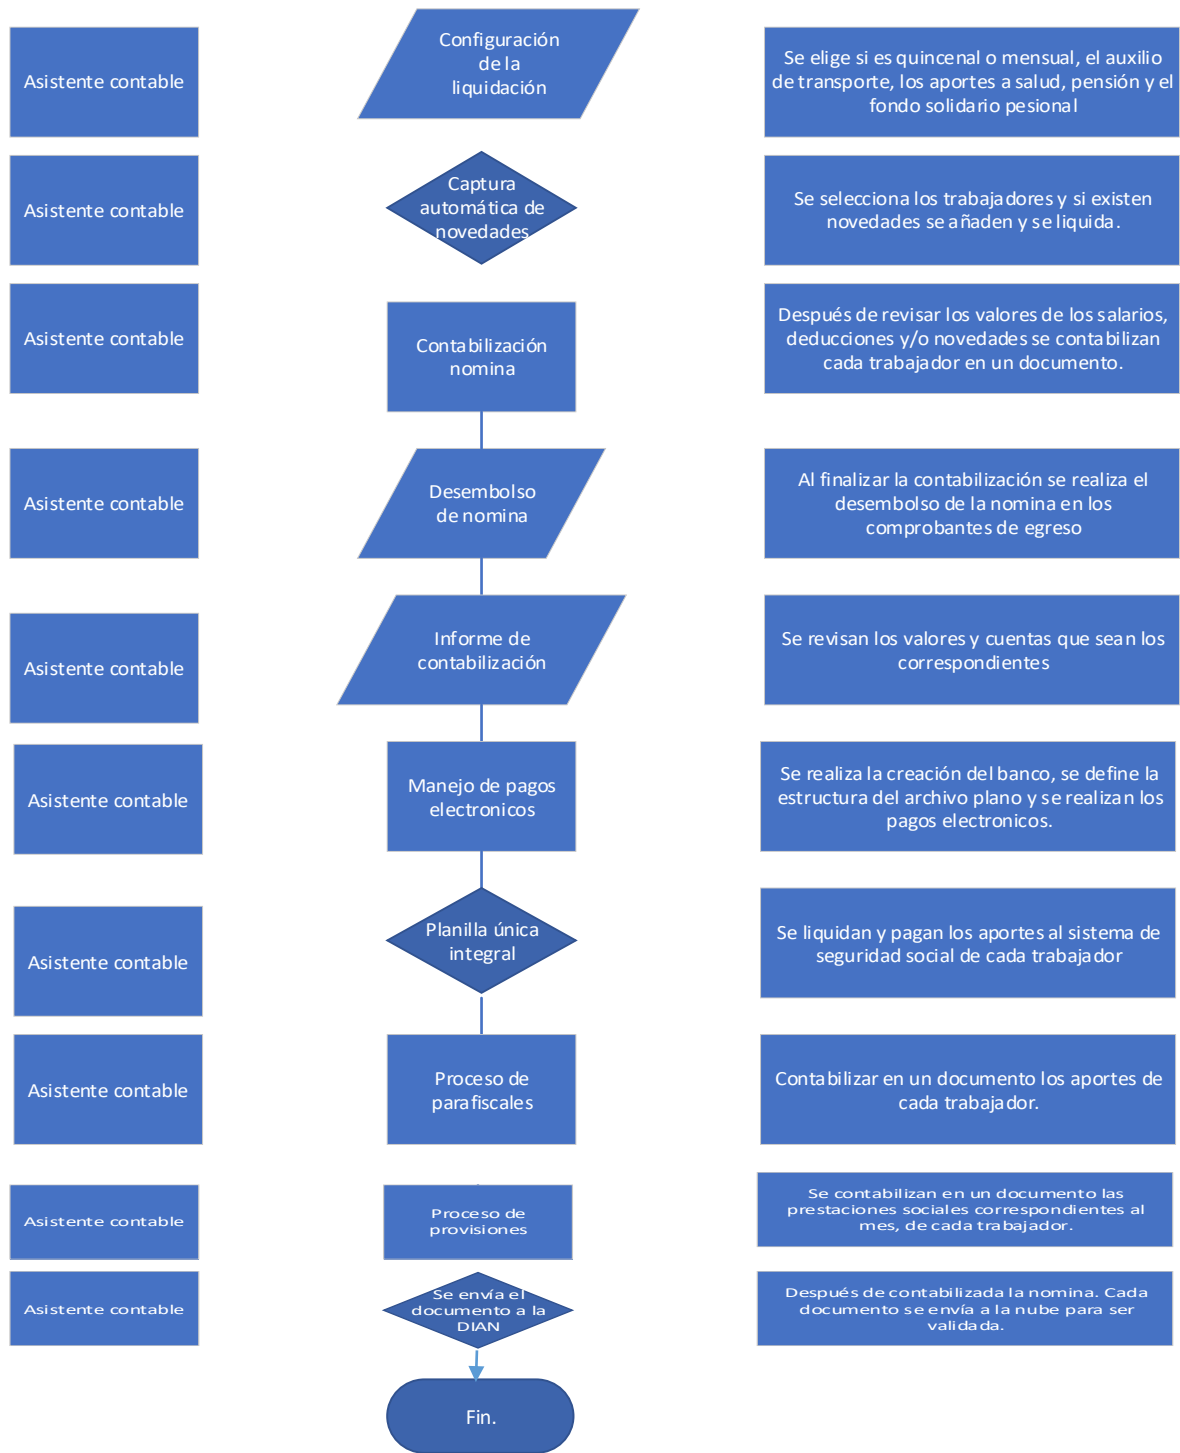 Asistente contable
Configuración
de la
liquidación
Se elige si es quincenal o mensual, el auxilio
de transporte, los aportes a salud, pensión y el
fondo solidario pesional
Asistente contable
Captura
automática de
novedades
Se selecciona los trabajadores y si existen
novedades se añaden y se liquida.
Asistente contable
Contabilización
nomina
Después de revisar los valores de los salarios,
deducciones y/o novedades se contabilizan
cada trabajador en un documento.
Asistente contable
Desembolso
de nomina
Al finalizar la contabilización se realiza el
desembolso de la nomina en los
comprobantes de egreso
Asistente contable
Informe de
contabilización
Se revisan los valores y cuentas que sean los
correspondientes
Asistente contable
Manejo de pagos
electronicos
Se realiza la creación del banco, se define la
estructura del archivo plano y se realizan los
pagos electronicos.
Asistente contable
Planilla única
integral
Se liquidan y pagan los aportes al sistema de
seguridad social de cada trabajador
Asistente contable
Proceso de
parafiscales
Contabilizar en un documento los aportes de
cada trabajador.
Asistente contable
Proceso de
provisiones
Se contabilizan en un documento las
prestaciones sociales correspondientes al
mes, de cada trabajador.
Asistente contable
Se envía el
documento a la
DIAN
Después de contabilizada la nomina. Cada
documento se envía a la nube para ser
validada.
Fin.